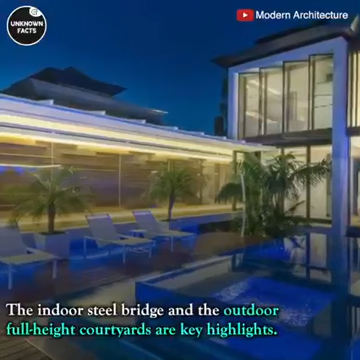 UNKNOWN
FACTS
Modern Architecture
The indoor steel bridge and the outdoor
full-height courtyards are key highlights.